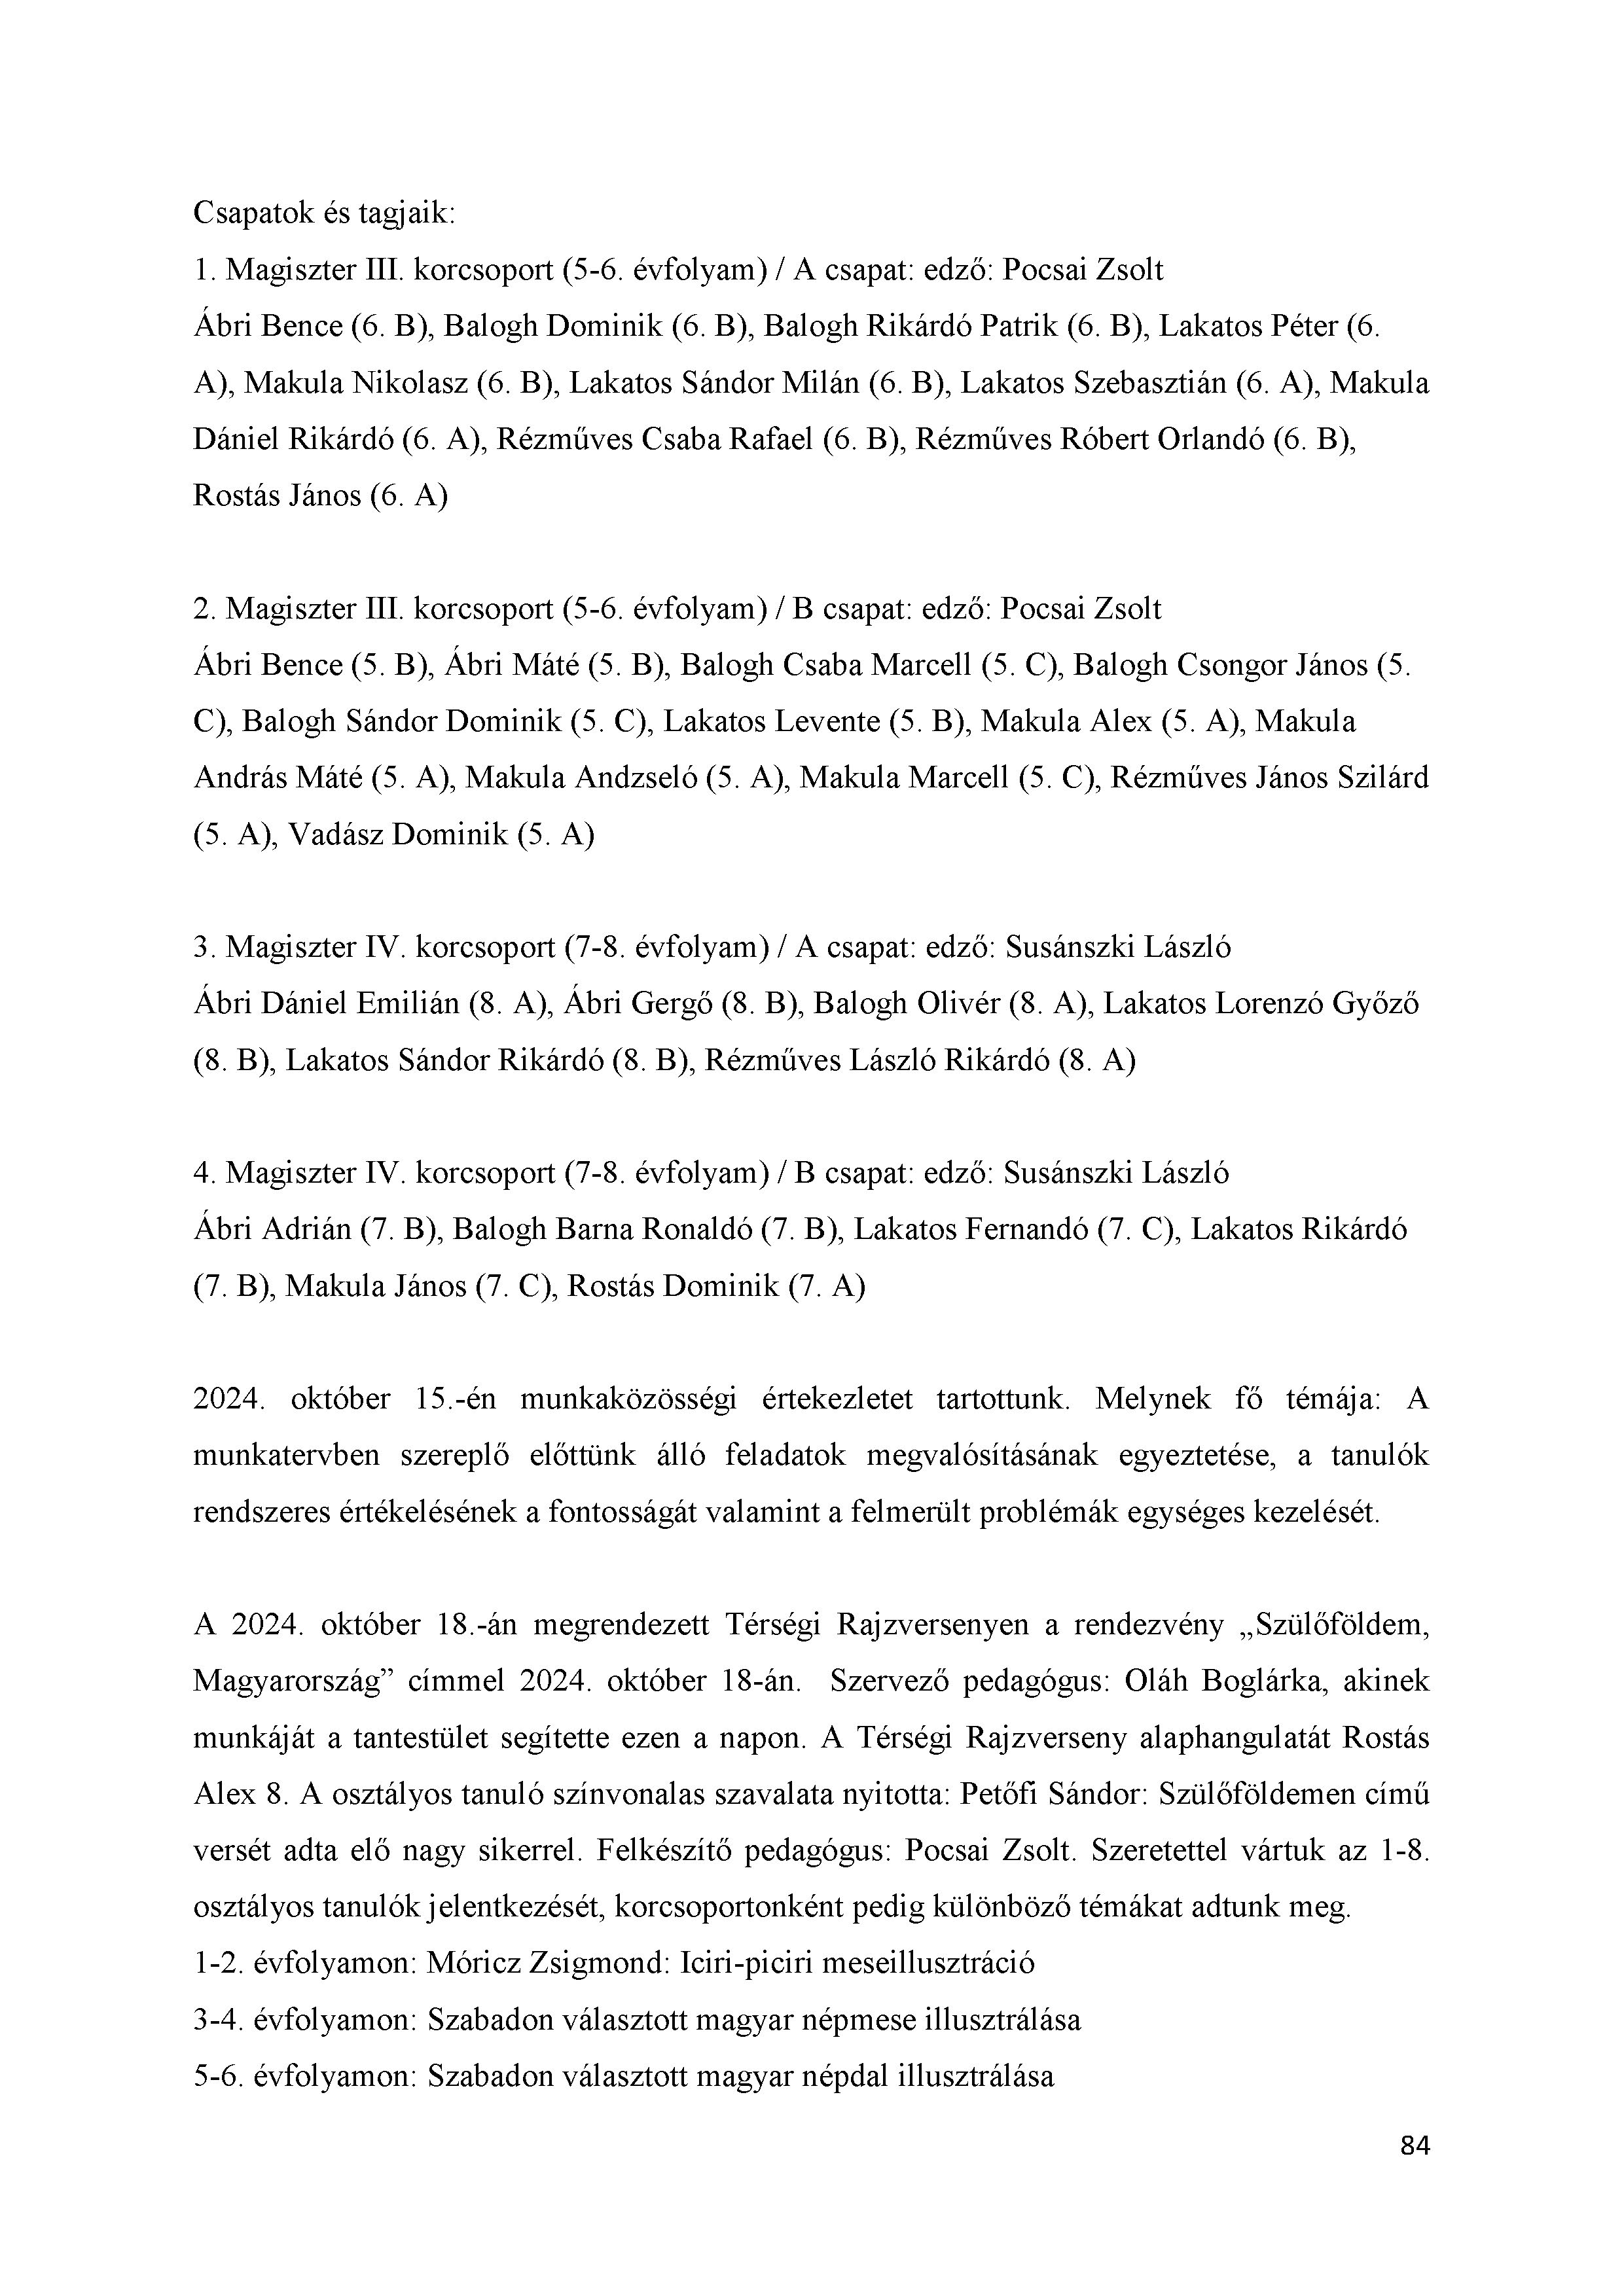 Csapatok és tagjaik:
1. Magiszter III. korcsoport (5-6. évfolyam) / A csapat: edző: Pocsai Zsolt
Ábri Bence (6. B), Balogh Dominik (6. B), Balogh Rikárdó Patrik (6. B), Lakatos Péter (6.
A), Makula Nikolasz (6. B), Lakatos Sándor Milán (6. B), Lakatos Szebasztián (6. A), Makula
Dániel Rikárdó (6. A), Rézműves Csaba Rafael (6. B), Rézműves Róbert Orlandó (6. B),
Rostás János (6. A)
2. Magiszter III. korcsoport (5-6. évfolyam) / B csapat: edző: Pocsai Zsolt
Ábri Bence (5. B), Ábri Máté (5. B), Balogh Csaba Marcell (5. C), Balogh Csongor János (5.
C), Balogh Sándor Dominik (5. C), Lakatos Levente (5. B), Makula Alex (5. A), Makula
András Máté (5. A), Makula Andzseló (5. A), Makula Marcell (5. C), Rézműves János Szilárd
(5. A), Vadász Dominik (5. A)
3. Magiszter IV. korcsoport (7-8. évfolyam) / A csapat: edző: Susánszki László
Ábri Dániel Emilián (8. A), Ábri Gergő (8. B), Balogh Olivér (8. A), Lakatos Lorenzó Győző
(8. B), Lakatos Sándor Rikárdó (8. B), Rézműves László Rikárdó (8. A)
4. Magiszter IV. korcsoport (7-8. évfolyam) / B csapat: edző: Susánszki László
Ábri Adrián (7. B), Balogh Barna Ronaldó (7. B), Lakatos Fernandó (7. C), Lakatos Rikárdó
(7. B), Makula János (7. C), Rostás Dominik (7. A)
2024. október 15.-én munkaközösségi értekezletet tartottunk. Melynek fő témája: A
munkatervben szereplő előttünk álló feladatok megvalósításának egyeztetése, a tanulók
rendszeres értékelésének a fontosságát valamint a felmerült problémák egységes kezelését.
A 2024. október 18.-án megrendezett Térségi Rajzversenyen a rendezvény „Szülőföldem,
Magyarország” címmel 2024. október 18-án. Szervező pedagógus: Oláh Boglárka, akinek
munkáját a tantestület segítette ezen a napon. A Térségi Rajzverseny alaphangulatát Rostás
Alex 8. A osztályos tanuló színvonalas szavalata nyitotta: Petőfi Sándor: Szülőföldemen című
versét adta elő nagy sikerrel. Felkészítő pedagógus: Pocsai Zsolt. Szeretettel vártuk az 1-8.
osztályos tanulók jelentkezését, korcsoportonként pedig különböző témákat adtunk meg.
1-2. évfolyamon: Móricz Zsigmond: Iciri-piciri meseillusztráció
3-4. évfolyamon: Szabadon választott magyar népmese illusztrálása
5-6. évfolyamon: Szabadon választott magyar népdal illusztrálása
84